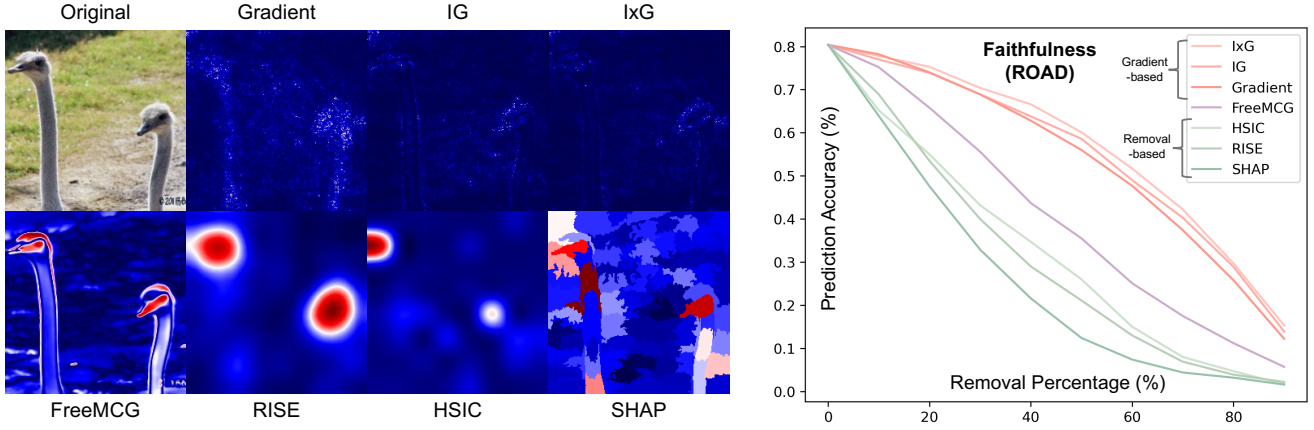 Original Gradient IG IxG
© 2011
FreeMCG RISE HSIC SHAP
Faithfulness
(ROAD)
Gradient
-based
IxG
IG
Gradient
FreeMCG
Removal
-based
HSIC
RISE
SHAP
Prediction Accuracy (%)
0.8
0.7
0.6
0.5
0.4
0.3
0.2
0.1
0.0
Removal Percentage (%)
0 20 40 60 80